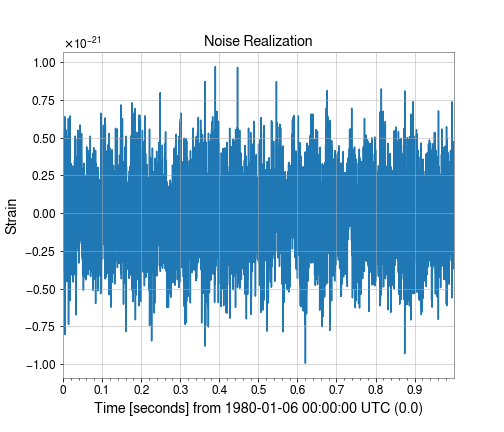 ×10⁻²¹
Noise Realization
1.00
0.75
0.50
0.25
0.00
−0.25
−0.50
−0.75
−1.00
Strain
0 0.1 0.2 0.3 0.4 0.5 0.6 0.7 0.8 0.9
Time [seconds] from 1980-01-06 00:00:00 UTC (0.0)